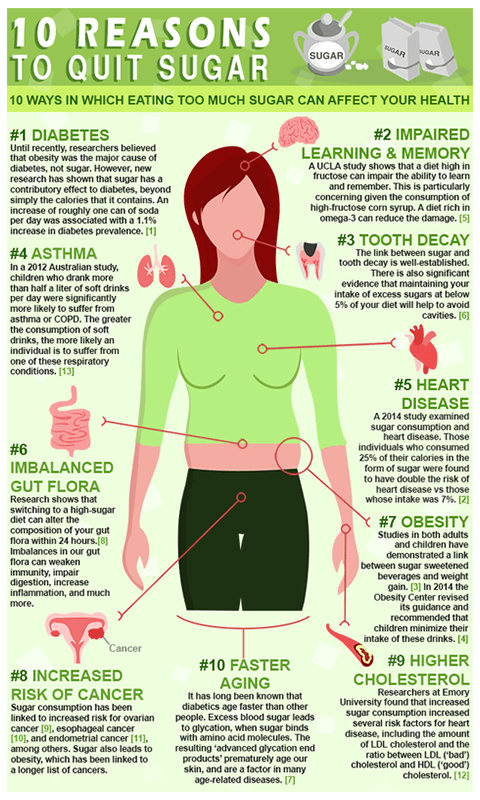 10 REASONS
TO QUIT SUGAR
SUGAR
SUGAR
SUGAR
10 WAYS IN WHICH EATING TOO MUCH SUGAR CAN AFFECT YOUR HEALTH
#1 DIABETES
Until recently, researchers believed
that obesity was the major cause of
diabetes, not sugar. However, new
research has shown that sugar has a
contributory effect to diabetes, beyond
simply the calories that it contains. An
increase of roughly one can of soda
per day was associated with a 1.1%
increase in diabetes prevalence. [1]
#2 IMPAIRED
LEARNING & MEMORY
A UCLA study shows that a diet high in
fructose can impair the ability to learn
and remember. This is particularly
concerning given the consumption of
high-fructose corn syrup. A diet rich in
omega-3 can reduce the damage. [5]
#3 TOOTH DECAY
The link between sugar and
tooth decay is well-established.
There is also significant
evidence that maintaining your
intake of excess sugars at below
5% of your diet will help to avoid
cavities. [6]
#4 ASTHMA
In a 2012 Australian study,
children who drank more
than half a liter of soft drinks
per day were significantly
more likely to suffer from
asthma or COPD. The greater
the consumption of soft
drinks, the more likely an
individual is to suffer from
one of these respiratory
conditions. [13]
#5 HEART
DISEASE
A 2014 study examined
sugar consumption and
heart disease. Those
individuals who consumed
25% of their calories in the
form of sugar were found
to have double the risk of
heart disease vs those
whose intake was 7%. [2]
#6
IMBALANCED
GUT FLORA
Research shows that
switching to a high-sugar
diet can alter the
composition of your gut
flora within 24 hours.[8]
Imbalances in our gut
flora can weaken
immunity, impair
digestion, increase
inflammation, and much
more.
#7 OBESITY
Studies in both adults
and children have
demonstrated a link
between sugar sweetened
beverages and weight
gain. [3] In 2014 the
Obesity Center revised
its guidance and
recommended that
children minimize their
intake of these drinks. [4]
Cancer
#8 INCREASED
RISK OF CANCER
Sugar consumption has been
linked to increased risk for ovarian
cancer [9], esophageal cancer
[10], and endometrial cancer [11],
among others. Sugar also leads to
obesity, which has been linked to
a longer list of cancers.
#10 FASTER
AGING
It has long been known that
diabetics age faster than other
people. Excess blood sugar leads
to glycation, when sugar binds
with amino acid molecules. The
resulting 'advanced glycation end
products' prematurely age our
skin, and are a factor in many
age-related diseases. [7]
#9 HIGHER
CHOLESTEROL
Researchers at Emory
University found that increased
sugar consumption increased
several risk factors for heart
disease, including the amount
of LDL cholesterol and the
ratio between LDL ('bad')
cholesterol and HDL ('good')
cholesterol. [12]